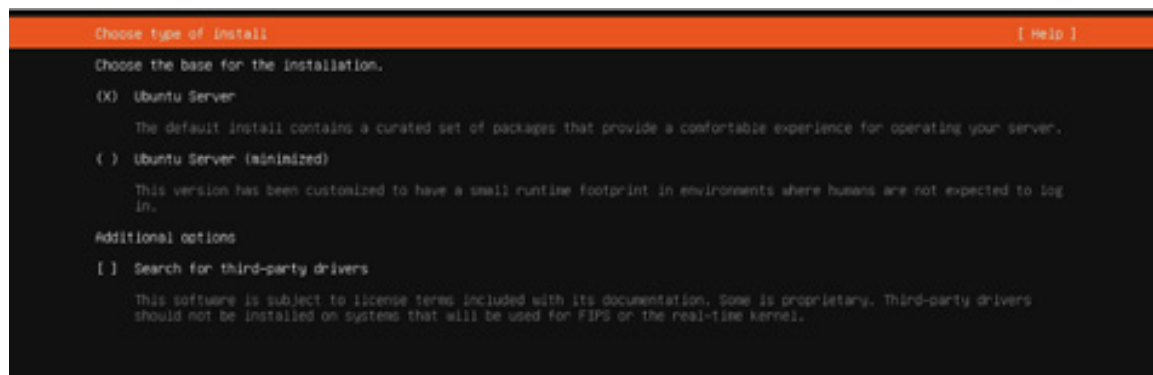 Choose type of install [ Help ]
Choose the base for the installation.
(X) Ubuntu Server
The default install contains a curated set of packages that provide a comfortable experience for operating your server.
( ) Ubuntu Server (minimized)
This version has been customized to have a small runtime footprint in environments where humans are not expected to log
in.
Additional options
[ ] Search for third-party drivers
This software is subject to license terms included with its documentation. Some is proprietary. Third-party drivers
should not be installed on systems that will be used for FIPS or the real-time kernel.